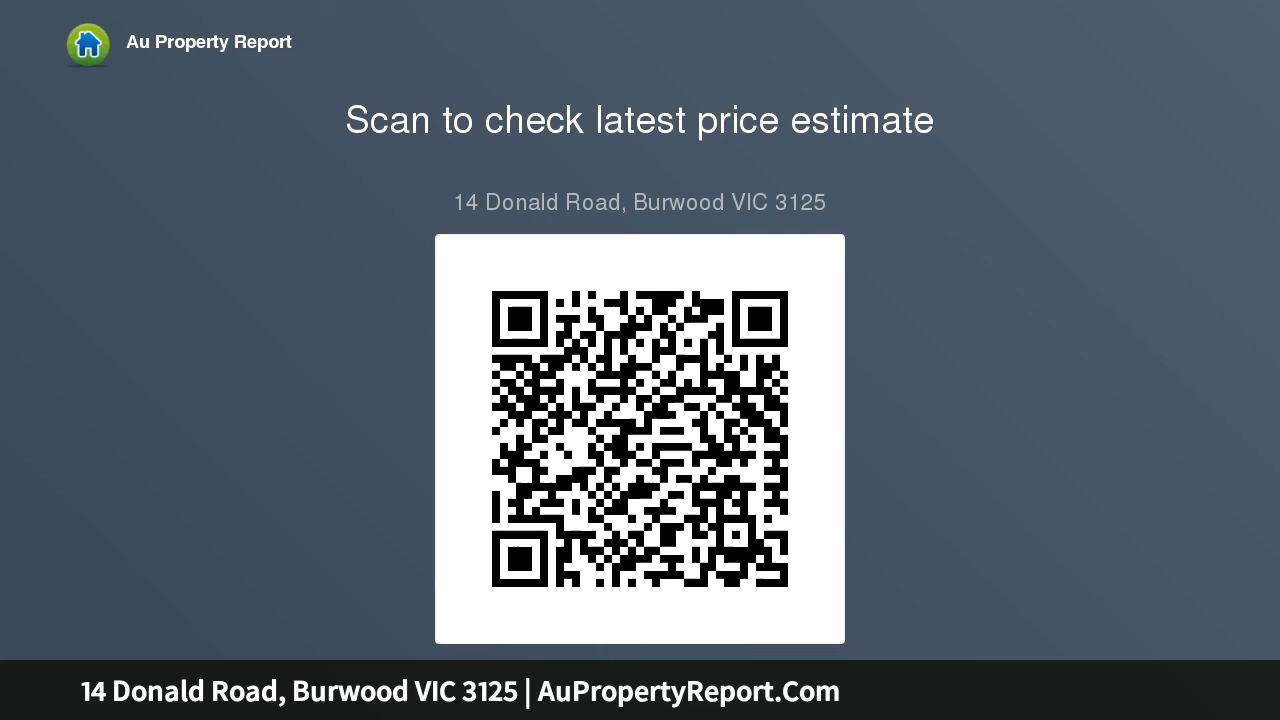 Au Property Report
Scan to check latest price estimate
14 Donald Road, Burwood VIC 3125
14 Donald Road, Burwood VIC 3125 | AuPropertyReport.Com